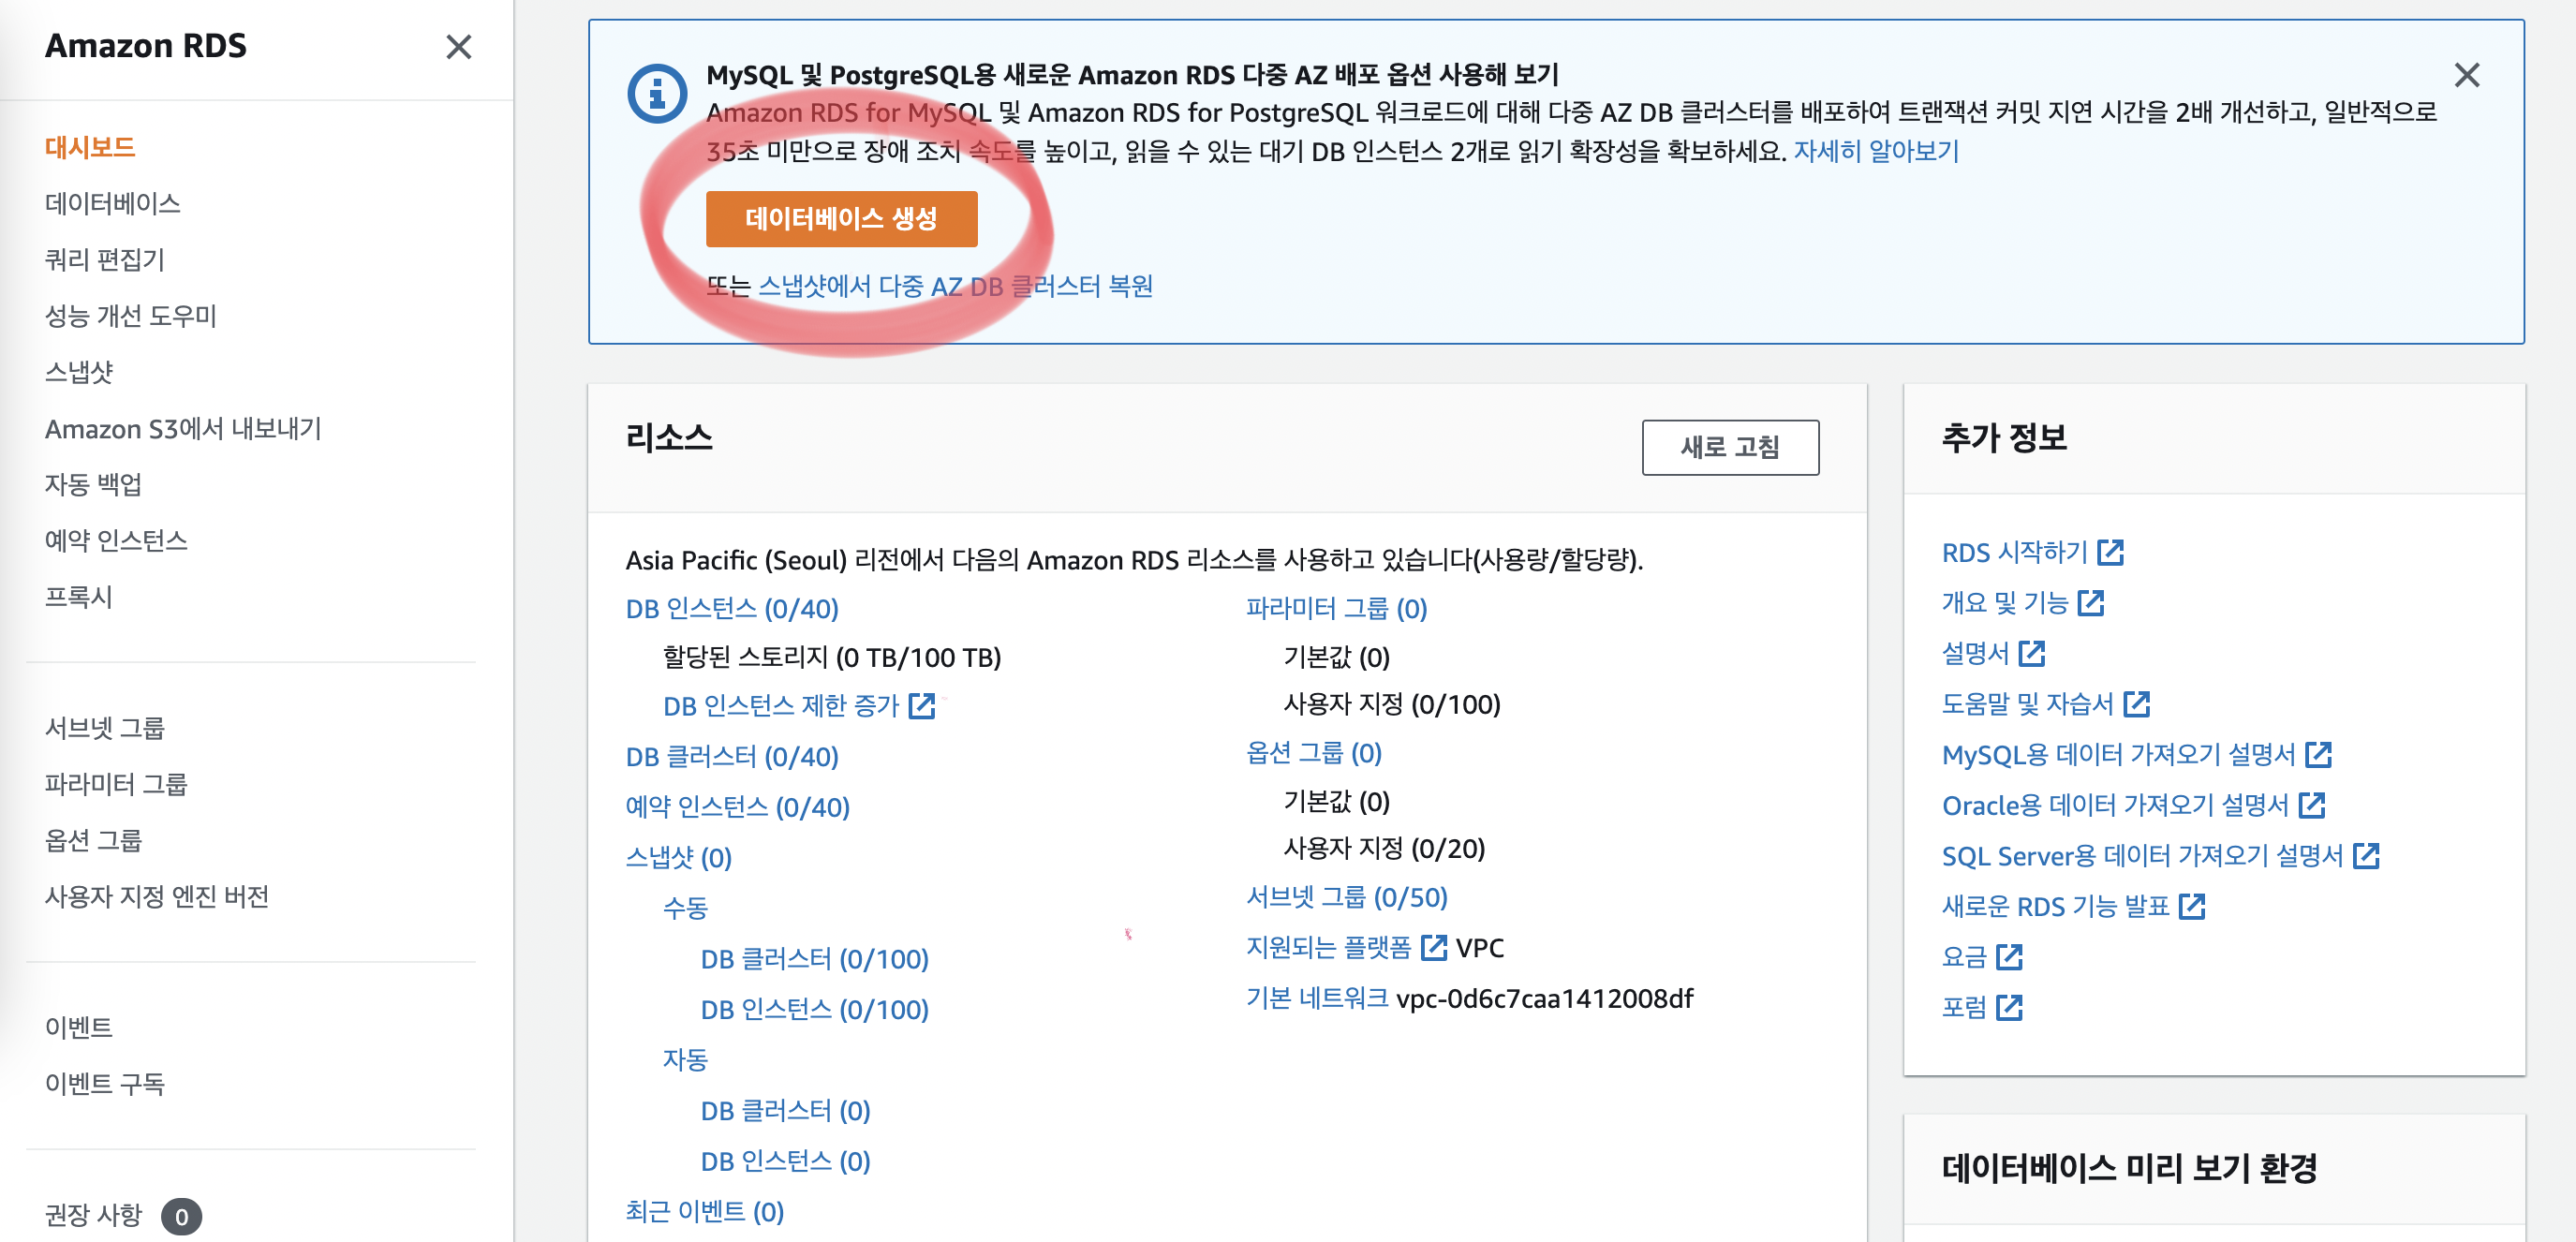 Amazon RDS
대시보드
데이터베이스
쿼리 편집기
성능 개선 도우미
스냅샷
Amazon S3에서 내보내기
자동 백업
예약 인스턴스
프록시
서브넷 그룹
파라미터 그룹
옵션 그룹
사용자 지정 엔진 버전
이벤트
이벤트 구독
권장 사항 0
MySQL 및 PostgreSQL용 새로운 Amazon RDS 다중 AZ 배포 옵션 사용해 보기
Amazon RDS for MySQL 및 Amazon RDS for PostgreSQL 워크로드에 대해 다중 AZ DB 클러스터를 배포하여 트랜잭션 커밋 지연 시간을 2배 개선하고, 일반적으로
35초 미만으로 장애 조치 속도를 높이고, 읽을 수 있는 대기 DB 인스턴스 2개로 읽기 확장성을 확보하세요. 자세히 알아보기
데이터베이스 생성
또는 스냅샷에서 다중 AZ DB 클러스터 복원
리소스
새로 고침
Asia Pacific (Seoul) 리전에서 다음의 Amazon RDS 리소스를 사용하고 있습니다(사용량/할당량).
DB 인스턴스 (0/40)
할당된 스토리지 (0 TB/100 TB)
DB 인스턴스 제한 증가
DB 클러스터 (0/40)
예약 인스턴스 (0/40)
스냅샷 (0)
수동
DB 클러스터 (0/100)
DB 인스턴스 (0/100)
자동
DB 클러스터 (0)
DB 인스턴스 (0)
최근 이벤트 (0)
파라미터 그룹 (0)
기본값 (0)
사용자 지정 (0/100)
옵션 그룹 (0)
기본값 (0)
사용자 지정 (0/20)
서브넷 그룹 (0/50)
지원되는 플랫폼 VPC
기본 네트워크 vpc-0d6c7caa1412008df
추가 정보
RDS 시작하기
개요 및 기능
설명서
도움말 및 자습서
MySQL용 데이터 가져오기 설명서
Oracle용 데이터 가져오기 설명서
SQL Server용 데이터 가져오기 설명서
새로운 RDS 기능 발표
요금
포럼
데이터베이스 미리 보기 환경